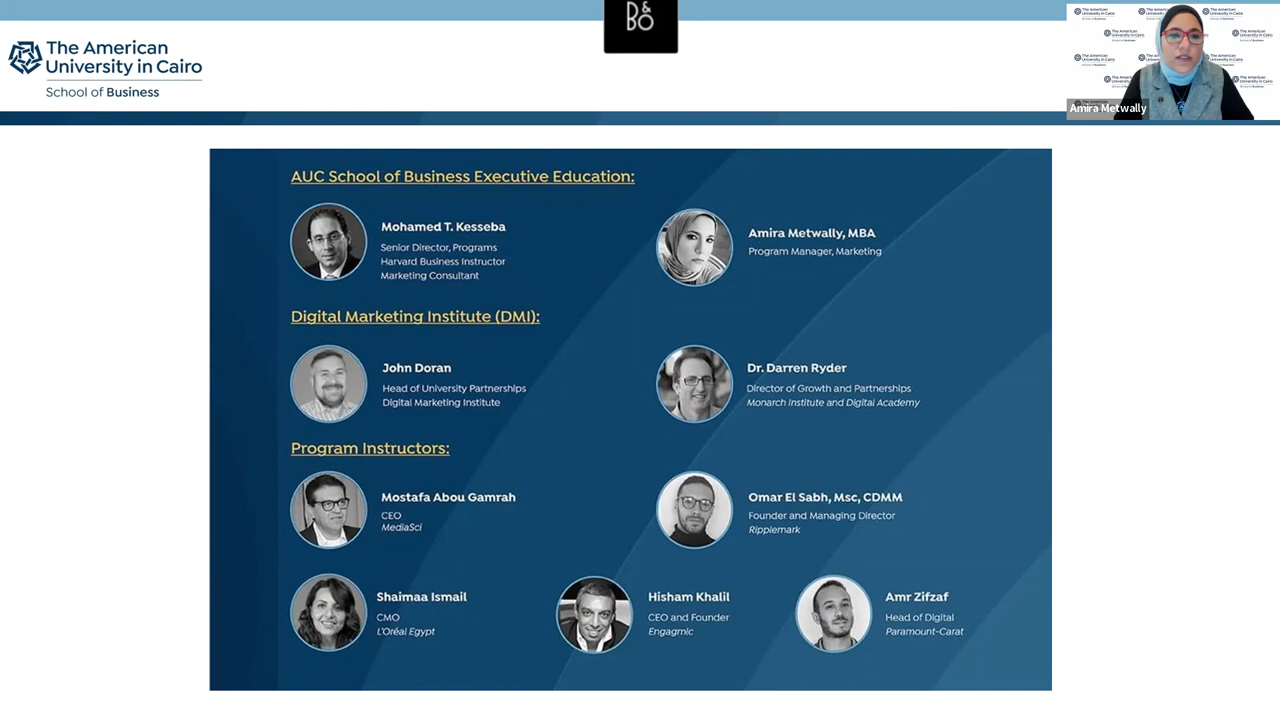 B&
BO
The American
University in Cairo
School of Business
Amira Metwally
AUC School of Business Executive Education:
Mohamed T. Kesseba
Senior Director, Programs
Harvard Business Instructor
Marketing Consultant
Amira Metwally, MBA
Program Manager, Marketing
Digital Marketing Institute (DMI):
John Doran
Head of University Partnerships
Digital Marketing Institute
Dr. Darren Ryder
Director of Growth and Partnerships
Monarch Institute and Digital Academy
Program Instructors:
Mostafa Abou Gamrah
CEO
MediaSci
Omar El Sabh, Msc, CDMM
Founder and Managing Director
Ripplemark
Shaimaa Ismail
CMO
L'Oréal Egypt
Hisham Khalil
CEO and Founder
Engagmic
Amr Zifzaf
Head of Digital
Paramount-Carat